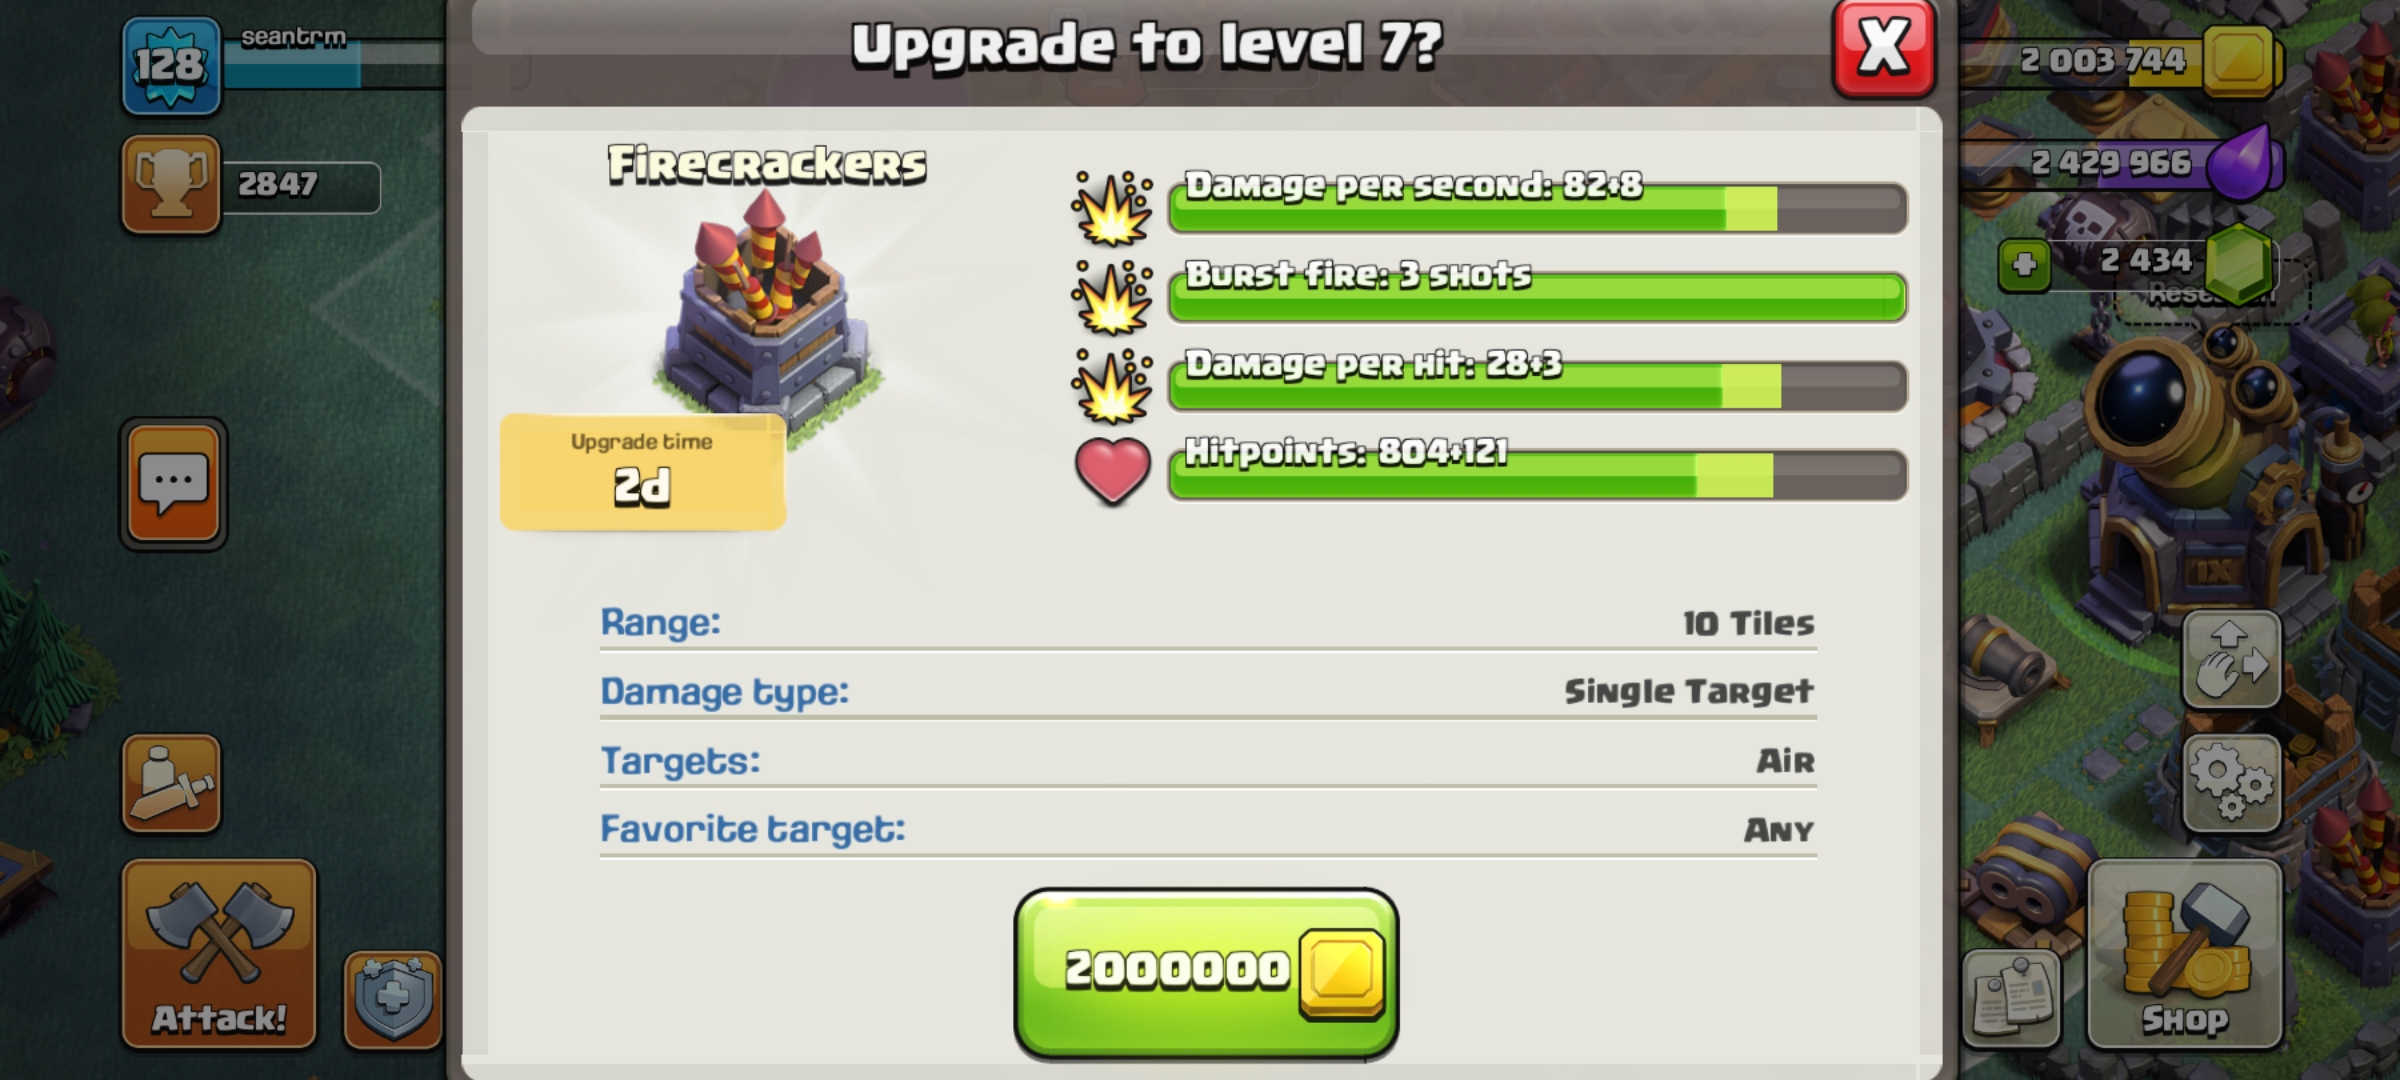 128
seantrm
2847
Attack!
Upgrade to level 7?
X
Firecrackers
Upgrade time
2d
Damage per second: 82+8
Burst fire: 3 shots
Damage per hit: 28+3
Hitpoints: 804+121
Range: 10 Tiles
Damage type: Single Target
Targets: Air
Favorite target: Any
2000000
2 003 744
2 429 966
2 434
IX
Shop